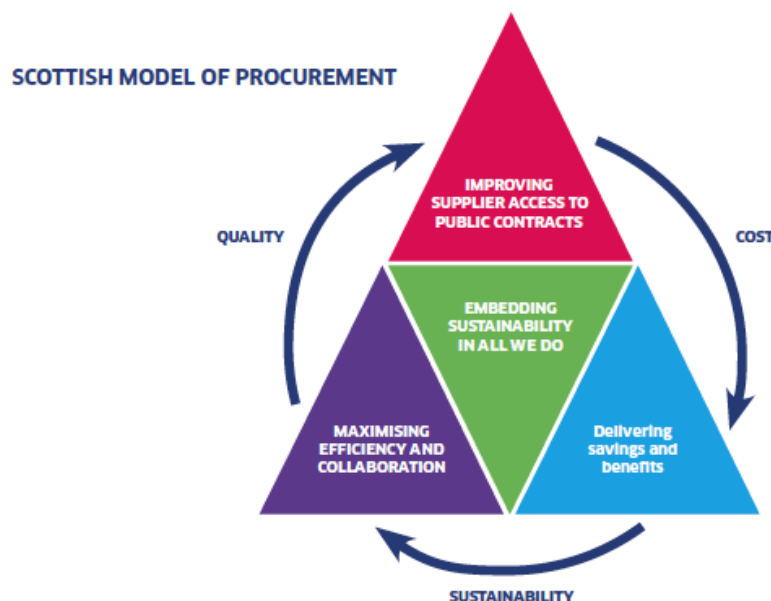 SCOTTISH MODEL OF PROCUREMENT
IMPROVING
SUPPLIER ACCESS TO
PUBLIC CONTRACTS
QUALITY
COST
EMBEDDING
SUSTAINABILITY
IN ALL WE DO
MAXIMISING
EFFICIENCY AND
COLLABORATION
Delivering
savings and
benefits
SUSTAINABILITY